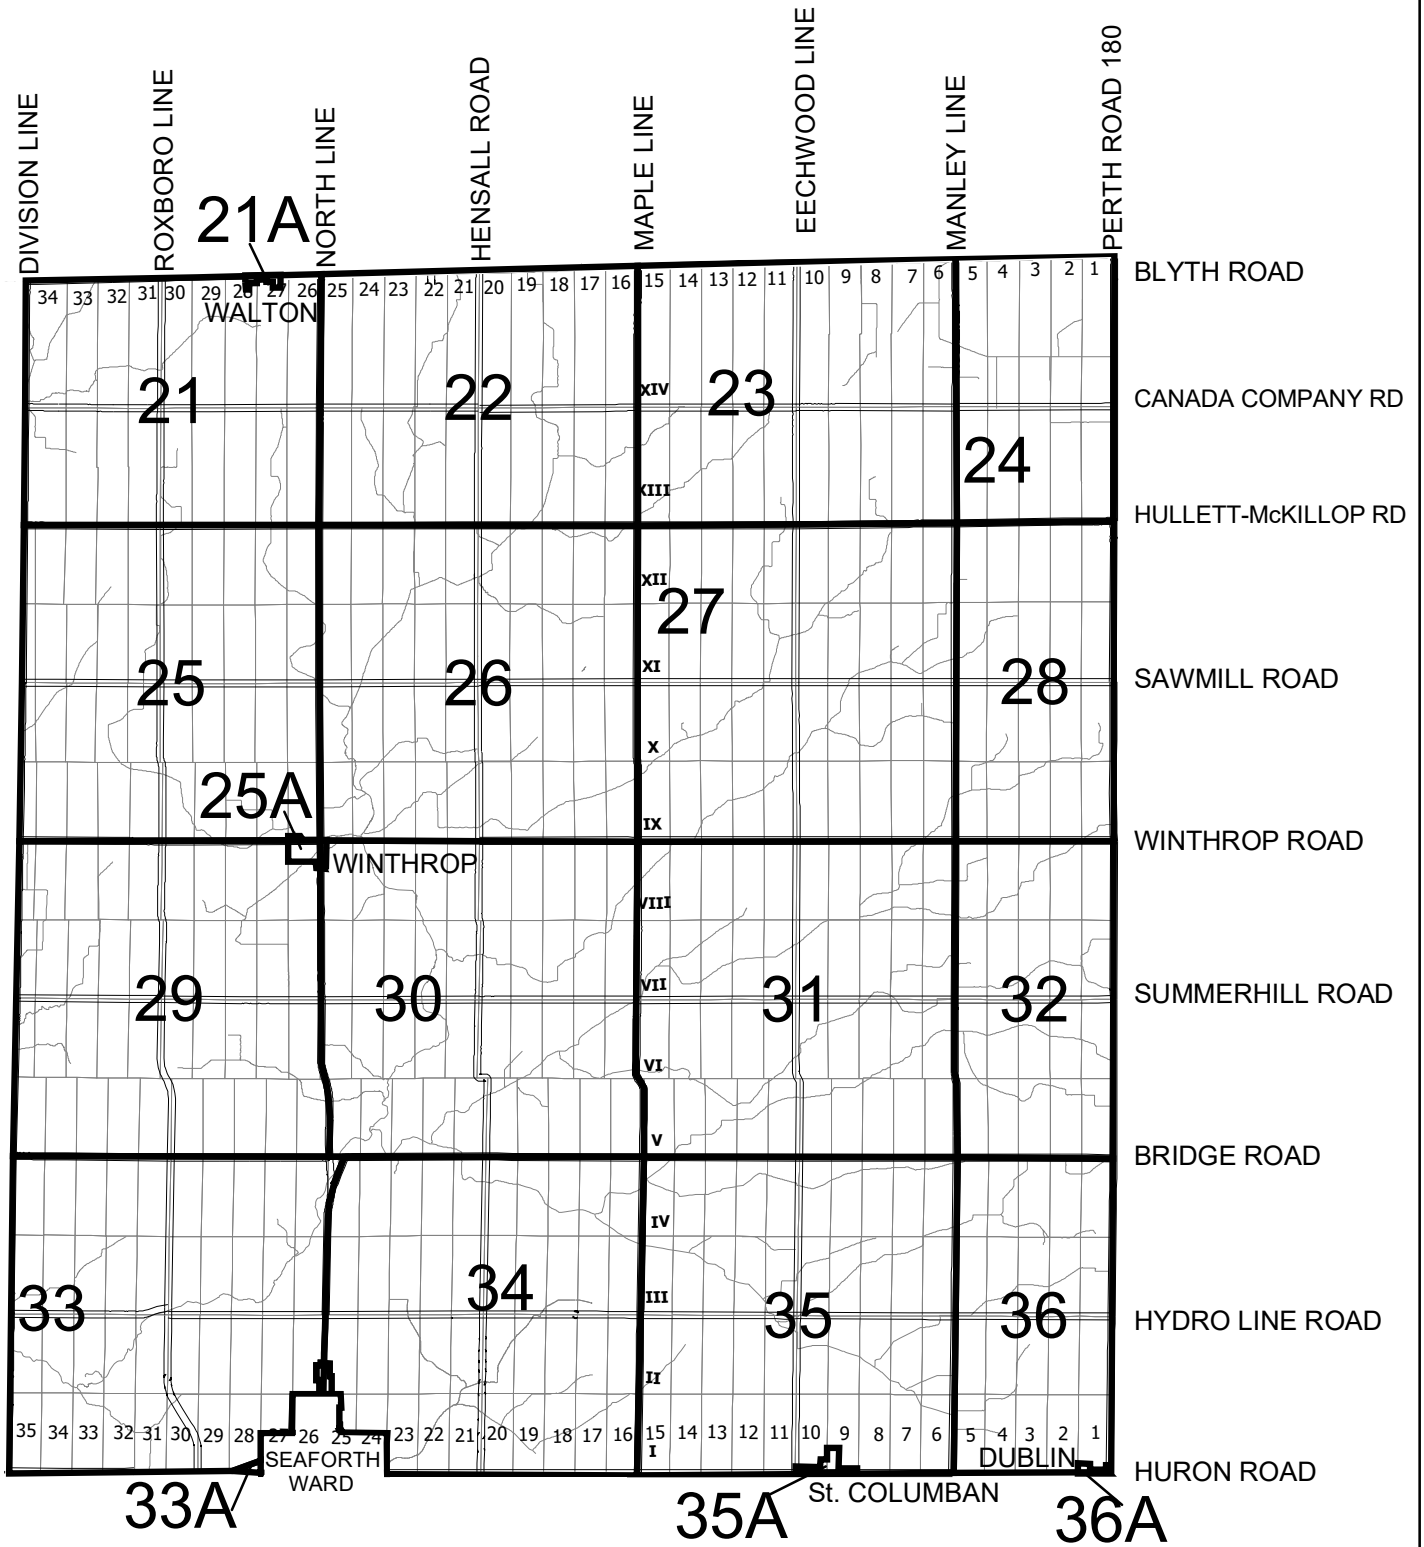 DIVISION LINE
ROXBORO LINE
NORTH LINE
HENSALL ROAD
MAPLE LINE
EECHWOOD LINE
MANLEY LINE
PERTH ROAD 180
21A
BLYTH ROAD
34 33 32 31 30 29 28 27 26 25 24 23 22 21 20 19 18 17 16 15 14 13 12 11 10 9 8 7 6 5 4 3 2 1
WALTON
21 22 XIV 23
CANADA COMPANY RD
24
XIII
HULLETT-McKILLOP RD
XII
27
XI
25 26 28
SAWMILL ROAD
X
25A
IX
WINTHROP ROAD
WINTHROP
VIII
VII
29 30 31 32
SUMMERHILL ROAD
VI
V
BRIDGE ROAD
IV
III
33 34 35 36
HYDRO LINE ROAD
II
35 34 33 32 31 30 29 28 27 26 25 24 23 22 21 20 19 18 17 16 15 14 13 12 11 10 9 8 7 6 5 4 3 2 1
I
SEAFORTH
WARD
DUBLIN
HURON ROAD
St. COLUMBAN
33A 35A 36A